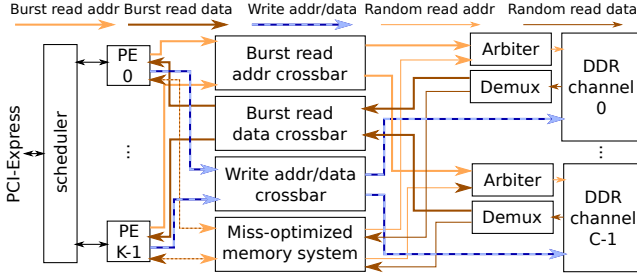 Burst read addr Burst read data Write addr/data Random read addr Random read data
PCI-Express
scheduler
PE
0
...
PE
K-1
Burst read
addr crossbar
Burst read
data crossbar
Write addr/data
crossbar
Miss-optimized
memory system
Arbiter
Demux
Arbiter
Demux
DDR
channel
0
...
DDR
channel
C-1